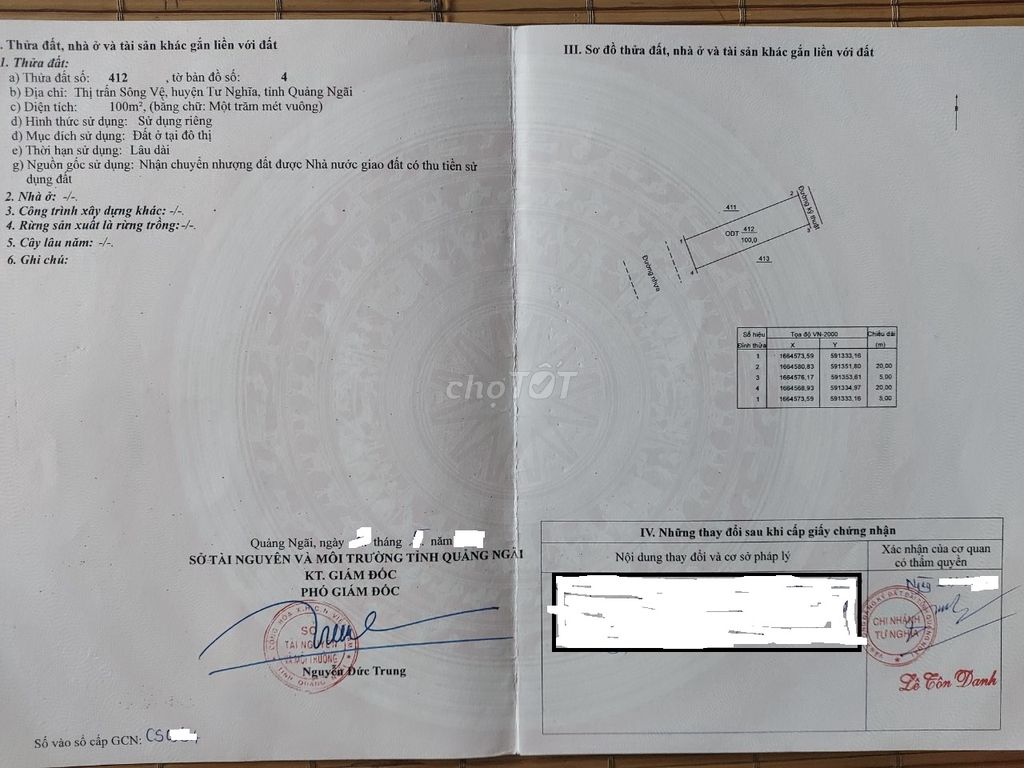 . Thửa đất, nhà ở và tài sản khác gắn liền với đất
1. Thửa đất:
a) Thửa đất số: 412 , tờ bản đồ số: 4
b) Địa chỉ: Thị trấn Sông Vệ, huyện Tư Nghĩa, tỉnh Quảng Ngãi
c) Diện tích: 100m², (bằng chữ: Một trăm mét vuông)
d) Hình thức sử dụng: Sử dụng riêng
đ) Mục đích sử dụng: Đất ở tại đô thị
e) Thời hạn sử dụng: Lâu dài
g) Nguồn gốc sử dụng: Nhận chuyển nhượng đất được Nhà nước giao đất có thu tiền sử
dụng đất
2. Nhà ở: -/-.
3. Công trình xây dựng khác: -/-.
4. Rừng sản xuất là rừng trồng: -/-.
5. Cây lâu năm: -/-.
6. Ghi chú:
Quảng Ngãi, ngày tháng năm
SỞ TÀI NGUYÊN VÀ MÔI TRƯỜNG TỈNH QUẢNG NGÃI
KT. GIÁM ĐỐC
PHÓ GIÁM ĐỐC
CỘNG HÒA X.H.C.N. VIỆT NAM
SỞ
TÀI NGUYÊN
VÀ MÔI TRƯỜNG
TỈNH QUẢNG NGÃI
Nguyễn Đức Trung
Số vào sổ cấp GCN: CS
III. Sơ đồ thửa đất, nhà ở và tài sản khác gắn liền với đất
411
2
Đường kỹ thuật
1
ODT 412
100,0
3
413
4
Đường nhựa
Số hiệu Tọa độ VN-2000 Chiều dài
Đỉnh thửa X Y (m)
1 1664573,59 591333,16
2 1664580,83 591351,80 20,00
3 1664576,17 591353,61 5,00
4 1664568,93 591334,97 20,00
1 1664573,59 591333,16 5,00
chợTỐT
IV. Những thay đổi sau khi cấp giấy chứng nhận
Nội dung thay đổi và cơ sở pháp lý
Xác nhận của cơ quan
có thẩm quyền
CHI NHÁNH
TƯ NGHĨA
Lê Tôn Danh